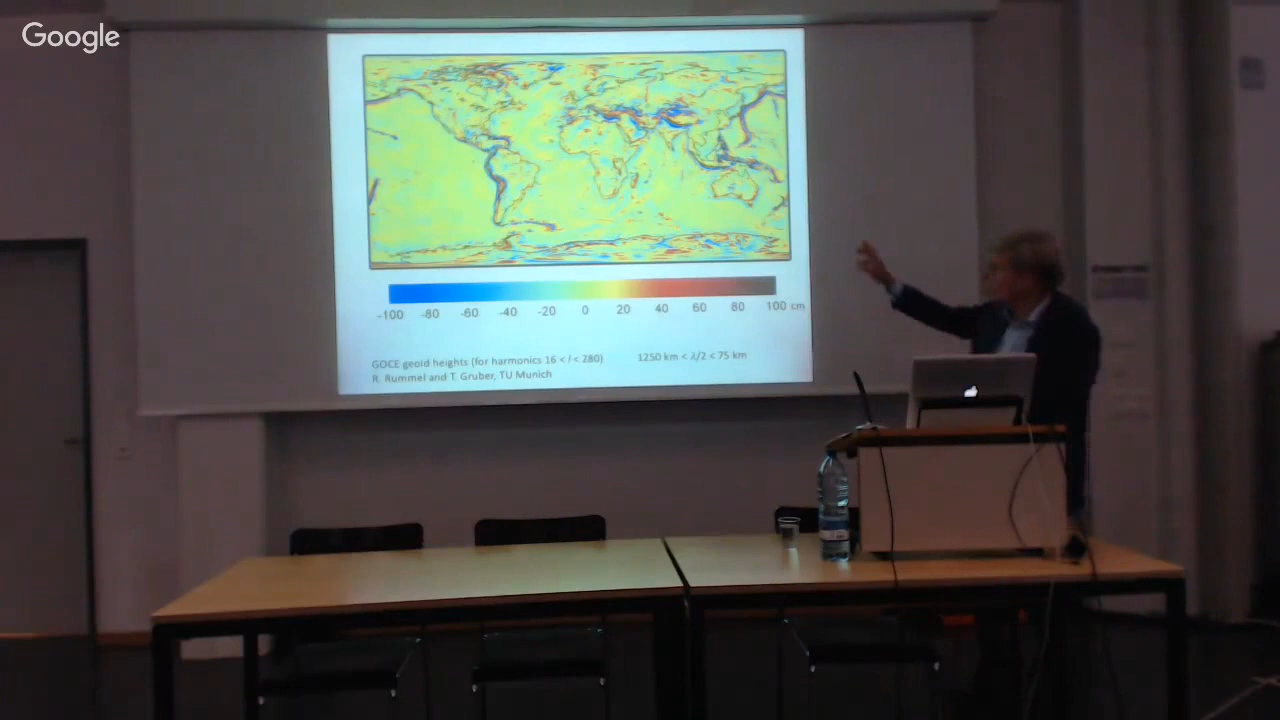 Google
-100 -80 -60 -40 -20 0 20 40 60 80 100 cm
GOCE geoid heights (for harmonics 16 < l < 280) 1250 km < λ/2 < 75 km
R. Rummel and T. Gruber, TU Munich